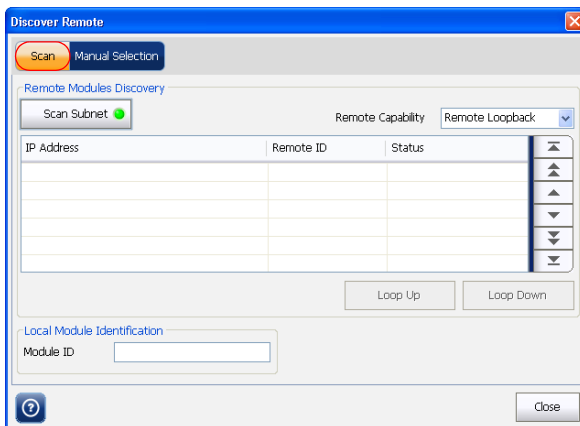 Discover Remote
Scan Manual Selection
Remote Modules Discovery
Scan Subnet
Remote Capability Remote Loopback
IP Address Remote ID Status
Loop Up Loop Down
Local Module Identification
Module ID
? Close